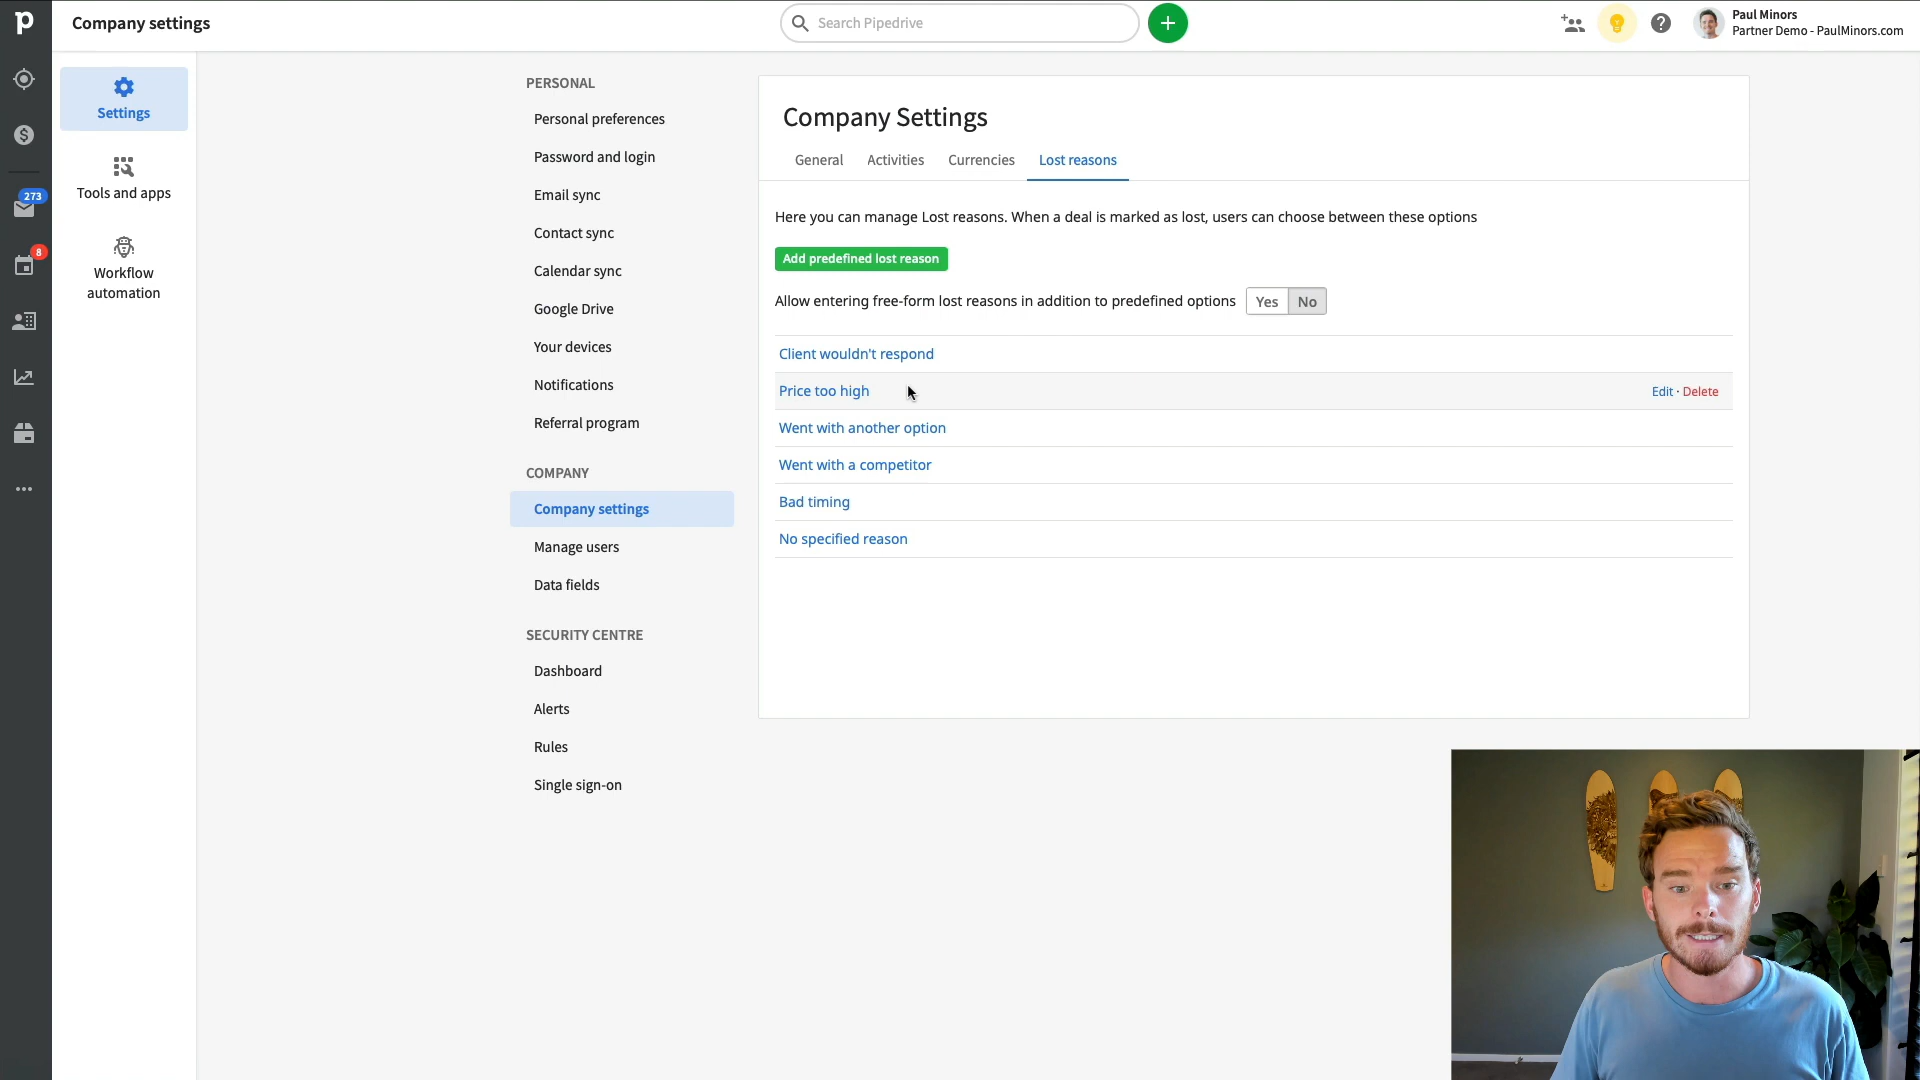 Company settings
Search Pipedrive
Paul Minors
Partner Demo - PaulMinors.com
Settings
Tools and apps
Workflow
automation
273
8
PERSONAL
Personal preferences
Password and login
Email sync
Contact sync
Calendar sync
Google Drive
Your devices
Notifications
Referral program
COMPANY
Company settings
Manage users
Data fields
SECURITY CENTRE
Dashboard
Alerts
Rules
Single sign-on
Company Settings
General Activities Currencies Lost reasons
Here you can manage Lost reasons. When a deal is marked as lost, users can choose between these options
Add predefined lost reason
Allow entering free-form lost reasons in addition to predefined options Yes No
Client wouldn't respond
Price too high Edit · Delete
Went with another option
Went with a competitor
Bad timing
No specified reason